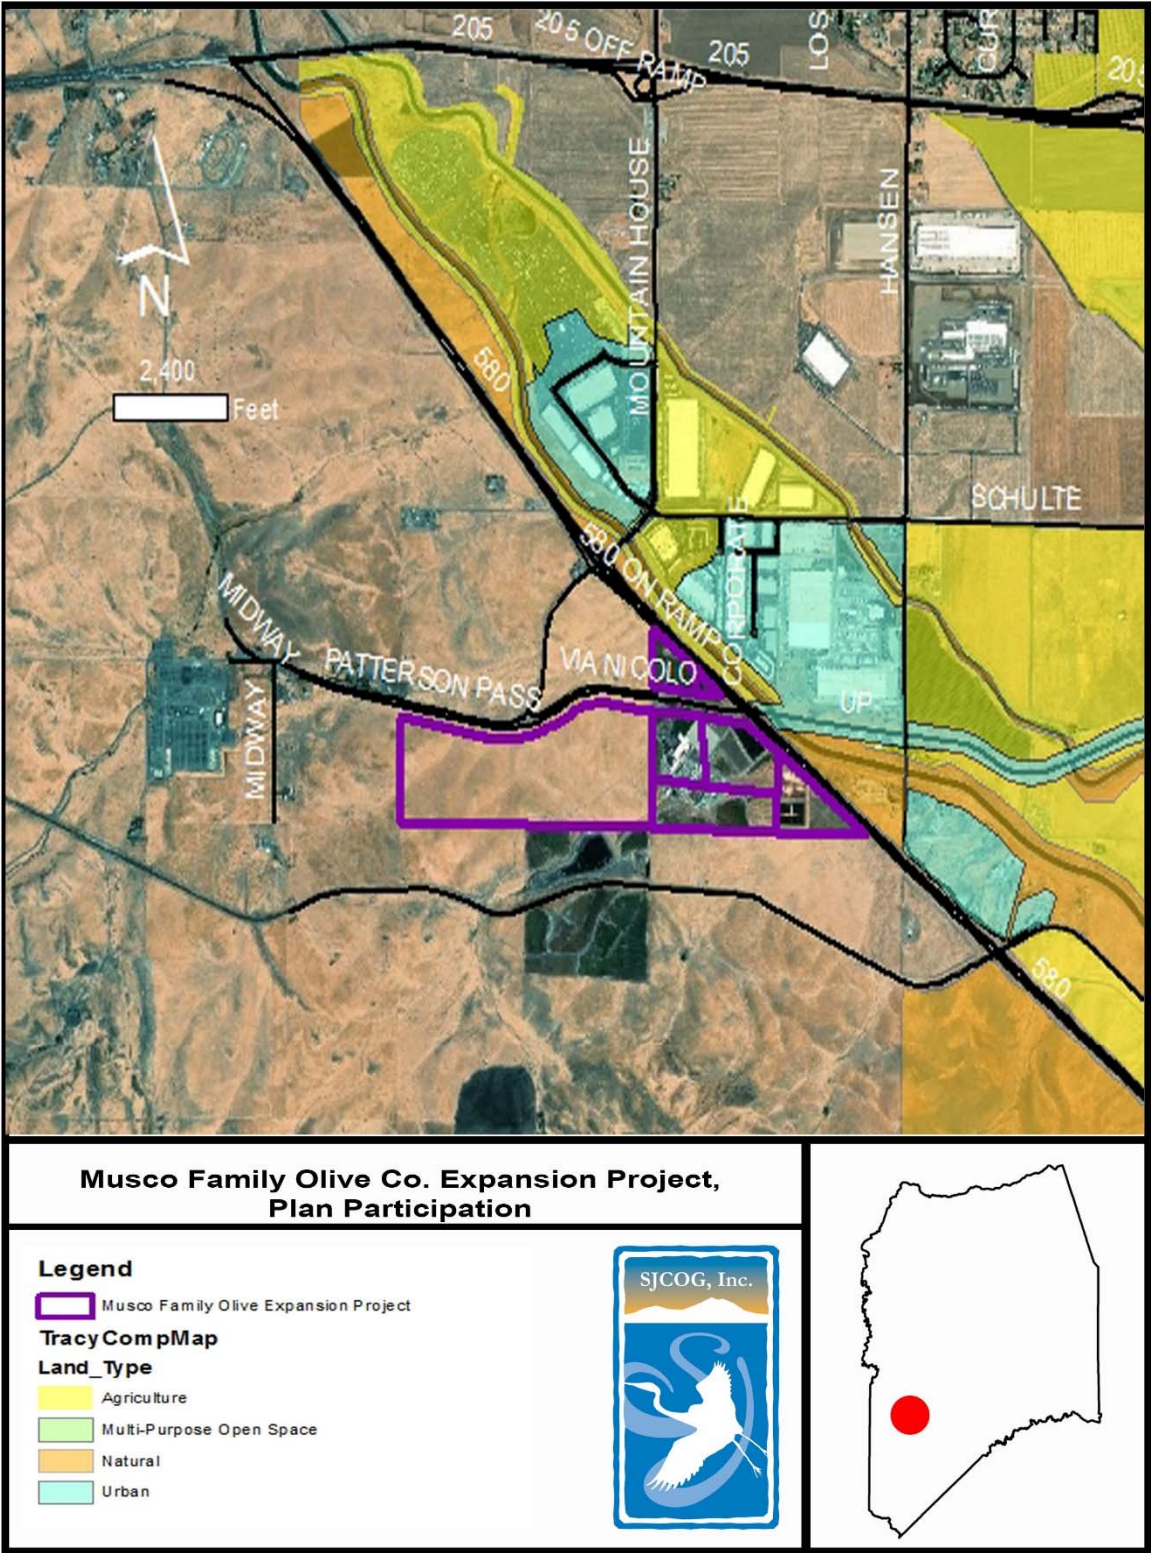 205
205 OFF RAMP
205
LOS
CUR
205
MOUNTAIN HOUSE
HANSEN
N
2,400
Feet
580
SCHULTE
CORPORATE
580 ON RAMP
MIDWAY
PATTERSON PASS
VIA NICOLO
UP
MIDWAY
580
Musco Family Olive Co. Expansion Project,
Plan Participation
Legend
Musco Family Olive Expansion Project
TracyCompMap
Land_Type
Agriculture
Multi-Purpose Open Space
Natural
Urban
SJCOG, Inc.